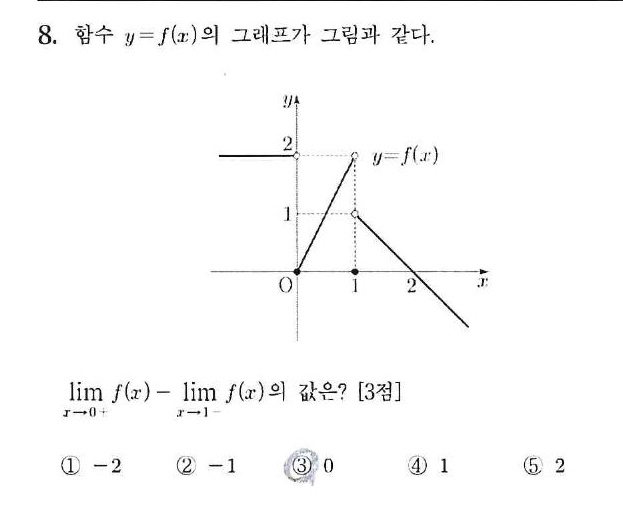 8. 함수 y=f(x)의 그래프가 그림과 같다.
y
2
y=f(x)
1
O 1 2 x
lim f(x) − lim f(x)의 값은? [3점]
x→0+ x→1−
① −2 ② −1 ③ 0 ④ 1 ⑤ 2